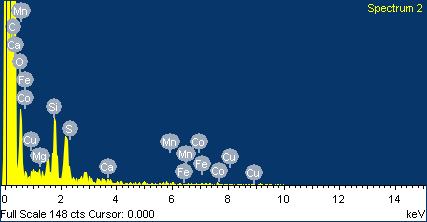 Spectrum 2
Mn
C
Ca
O
Fe
Co
Si
S
Cu
Mg
Ca
Mn
Co
Mn
Cu
Fe
Fe
Co
Cu
0 2 4 6 8 10 12 14
Full Scale 148 cts Cursor: 0.000 keV